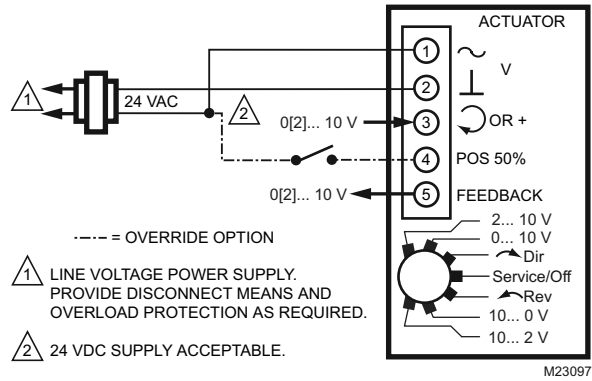 ACTUATOR
1
2
3
4
5
V
OR +
POS 50%
FEEDBACK
1
24 VAC
2
0[2]... 10 V
0[2]... 10 V
2... 10 V
0... 10 V
Dir
Service/Off
Rev
10... 0 V
10... 2 V
= OVERRIDE OPTION
1 LINE VOLTAGE POWER SUPPLY.
PROVIDE DISCONNECT MEANS AND
OVERLOAD PROTECTION AS REQUIRED.
2 24 VDC SUPPLY ACCEPTABLE.
M23097